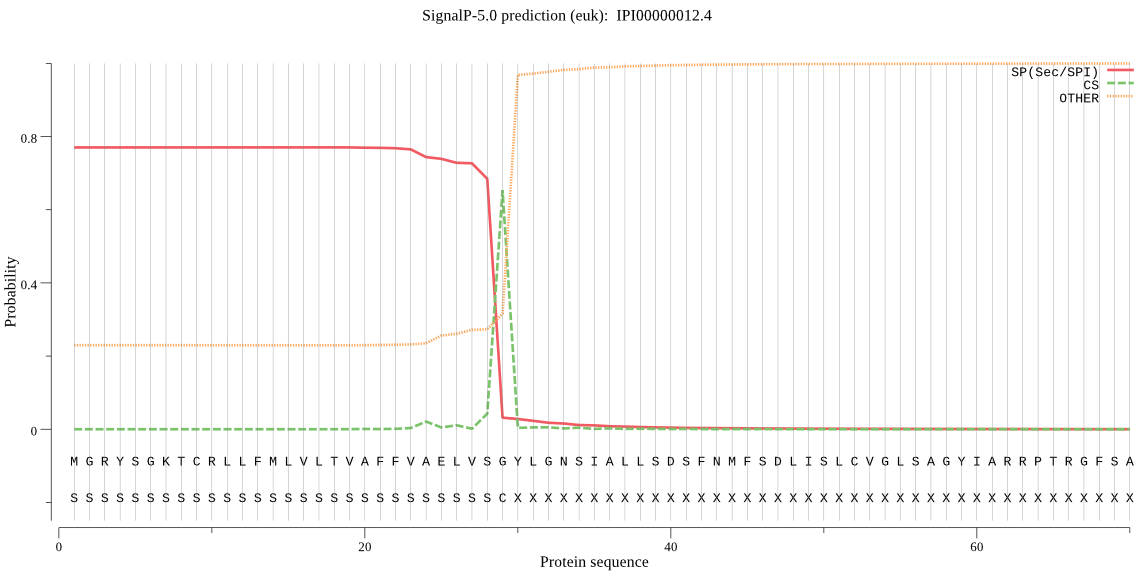 SignalP-5.0 prediction (euk): IPI00000012.4
SP(Sec/SPI)
CS
OTHER
0.8
0.4
0
Probability
M G R Y S G K T C R L L F M L V L T V A F F V A E L V S G Y L G N S I A L L S D S F N M F S D L I S L C V G L S A G Y I A R R P T R G F S A
S S S S S S S S S S S S S S S S S S S S S S S S S S S S C X X X X X X X X X X X X X X X X X X X X X X X X X X X X X X X X X X X X X X X X X
0 20 40 60
Protein sequence